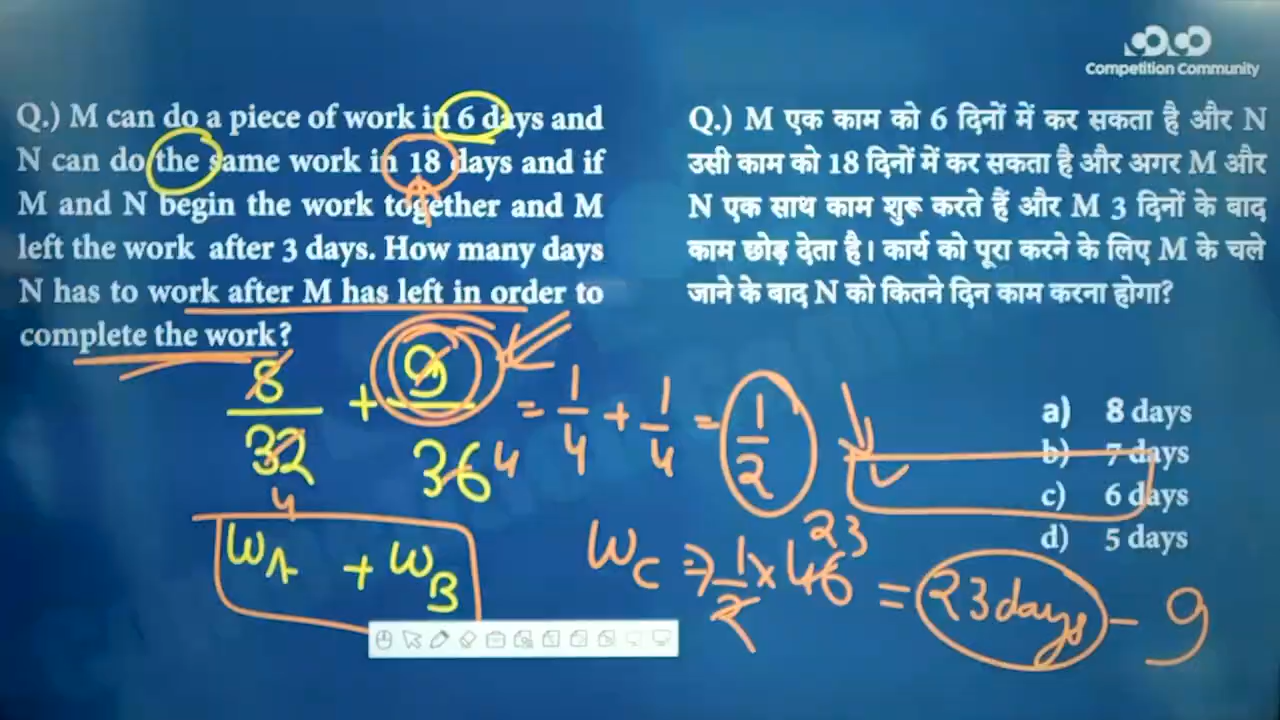 Competition Community
Q.) M can do a piece of work in 6 days and
N can do the same work in 18 days and if
M and N begin the work together and M
left the work after 3 days. How many days
N has to work after M has left in order to
complete the work?
Q.) M एक काम को 6 दिनों में कर सकता है और N
उसी काम को 18 दिनों में कर सकता है और अगर M और
N एक साथ काम शुरू करते हैं और M 3 दिनों के बाद
काम छोड़ देता है। कार्य को पूरा करने के लिए M के चले
जाने के बाद N को कितने दिन काम करना होगा?
8/32 + 9/36 = 1/4 + 1/4 = 1/2
4
4
a) 8 days
b) 7 days
c) 6 days
d) 5 days
WA + WB
23
WC ⇒ 1/2 × 46 = 23 days - 9